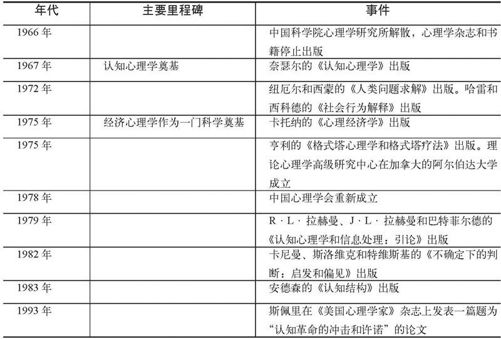 年代 主要里程碑 事件
1966 年 中国科学院心理学研究所解散，心理学杂志和书
籍停止出版
1967 年 认知心理学奠基 奈瑟尔的《认知心理学》出版
1972 年 纽厄尔和西蒙的《人类问题求解》出版。哈雷和
西科德的《社会行为解释》出版
1975 年 经济心理学作为一门科学奠基 卡托纳的《心理经济学》出版
1975 年 亨利的《格式塔心理学和格式塔疗法》出版。理
论心理学高级研究中心在加拿大的阿尔伯达大学
成立
1978 年 中国心理学会重新成立
1979 年 R·L·拉赫曼、J·L·拉赫曼和巴特菲尔德的
《认知心理学和信息处理：引论》出版
1982 年 卡尼曼、斯洛维克和特维斯基的《不确定下的判
断：启发和偏见》出版
1983 年 安德森的《认知结构》出版
1993 年 斯佩里在《美国心理学家》杂志上发表一篇题为
“认知革命的冲击和许诺”的论文